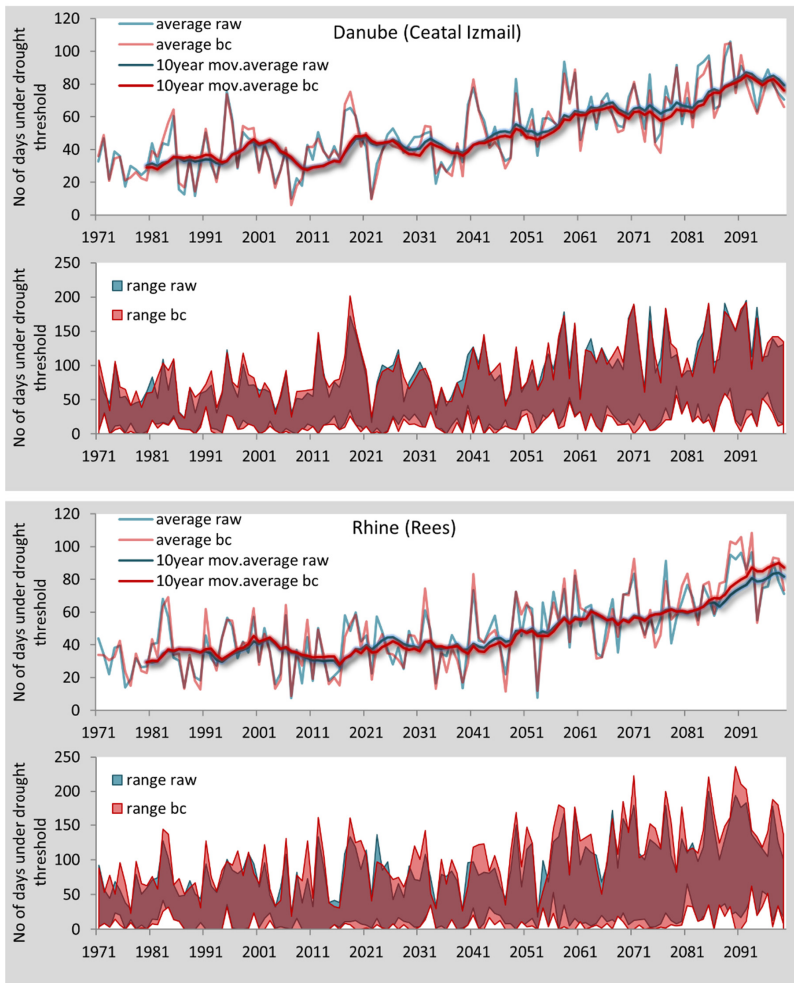 Danube (Ceatal Izmail)
average raw
average bc
10year mov.average raw
10year mov.average bc
No of days under drought
threshold
120
100
80
60
40
20
0
1971 1981 1991 2001 2011 2021 2031 2041 2051 2061 2071 2081 2091
range raw
range bc
No of days under drought
threshold
250
200
150
100
50
0
1971 1981 1991 2001 2011 2021 2031 2041 2051 2061 2071 2081 2091
Rhine (Rees)
average raw
average bc
10year mov.average raw
10year mov.average bc
No of days under drought
threshold
120
100
80
60
40
20
0
1971 1981 1991 2001 2011 2021 2031 2041 2051 2061 2071 2081 2091
range raw
range bc
No of days under drought
threshold
250
200
150
100
50
0
1971 1981 1991 2001 2011 2021 2031 2041 2051 2061 2071 2081 2091